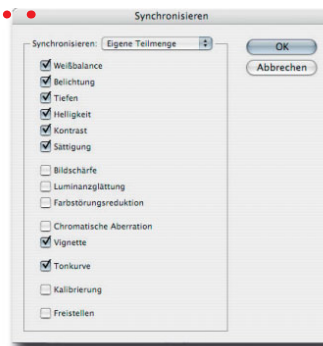 Synchronisieren
Synchronisieren: Eigene Teilmenge
OK
Abbrechen
Weißbalance
Belichtung
Tiefen
Helligkeit
Kontrast
Sättigung
Bildschärfe
Luminanzglättung
Farbstörungsreduktion
Chromatische Aberration
Vignette
Tonkurve
Kalibrierung
Freistellen